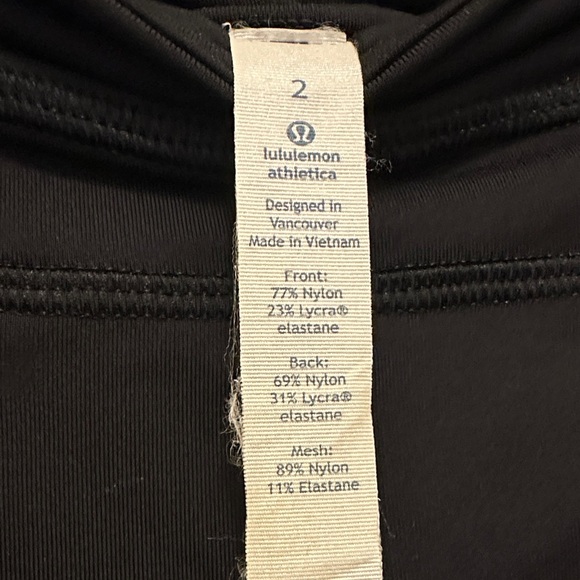 2
lululemon
athletica
Designed in
Vancouver
Made in Vietnam
Front:
77% Nylon
23% Lycra®
elastane
Back:
69% Nylon
31% Lycra®
elastane
Mesh:
89% Nylon
11% Elastane